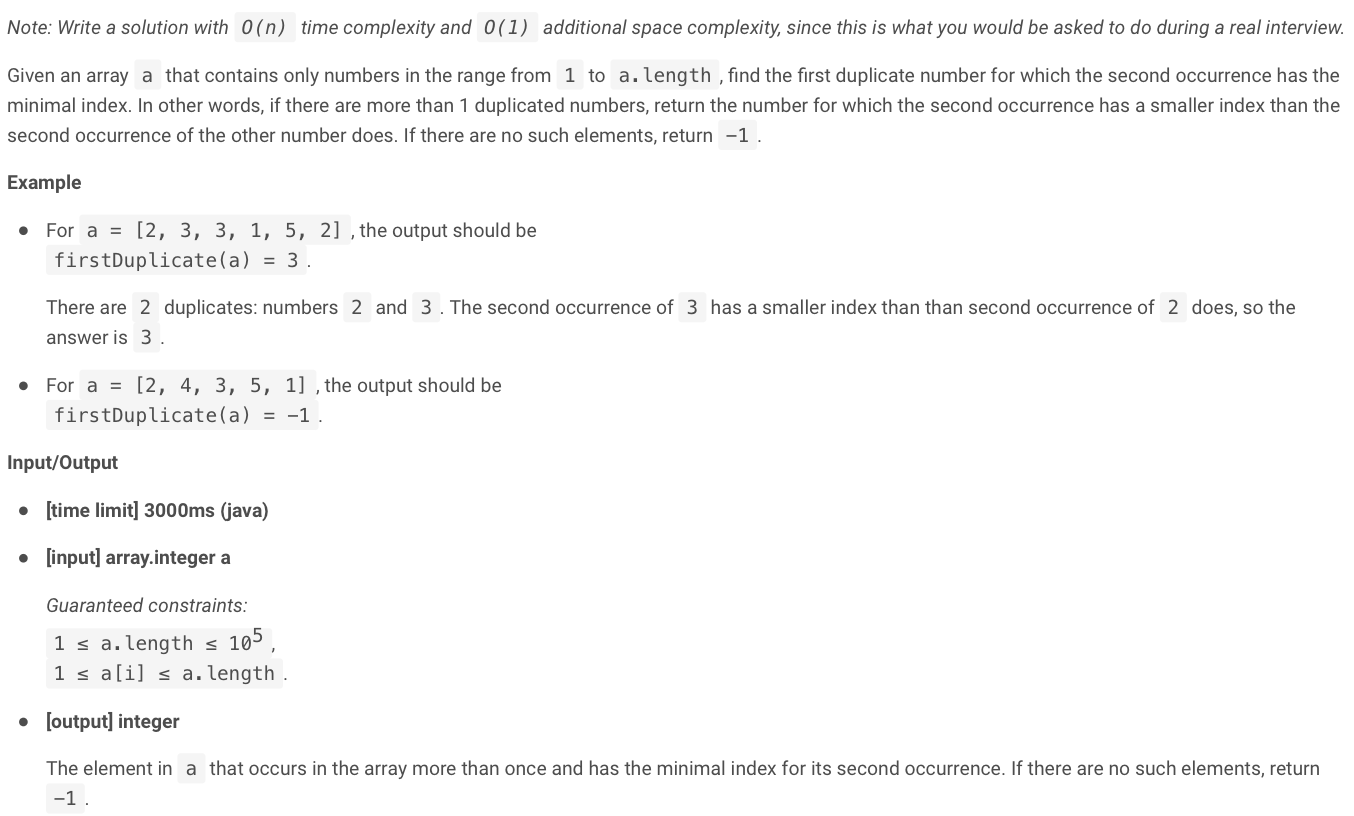 Note: Write a solution with O(n) time complexity and O(1) additional space complexity, since this is what you would be asked to do during a real interview.
Given an array a that contains only numbers in the range from 1 to a.length , find the first duplicate number for which the second occurrence has the
minimal index. In other words, if there are more than 1 duplicated numbers, return the number for which the second occurrence has a smaller index than the
second occurrence of the other number does. If there are no such elements, return -1 .
Example
● For a = [2, 3, 3, 1, 5, 2] , the output should be
firstDuplicate(a) = 3 .
There are 2 duplicates: numbers 2 and 3 . The second occurrence of 3 has a smaller index than than second occurrence of 2 does, so the
answer is 3 .
● For a = [2, 4, 3, 5, 1] , the output should be
firstDuplicate(a) = -1 .
Input/Output
● [time limit] 3000ms (java)
● [input] array.integer a
Guaranteed constraints:
1 ≤ a.length ≤ 10⁵ ,
1 ≤ a[i] ≤ a.length .
● [output] integer
The element in a that occurs in the array more than once and has the minimal index for its second occurrence. If there are no such elements, return
-1 .